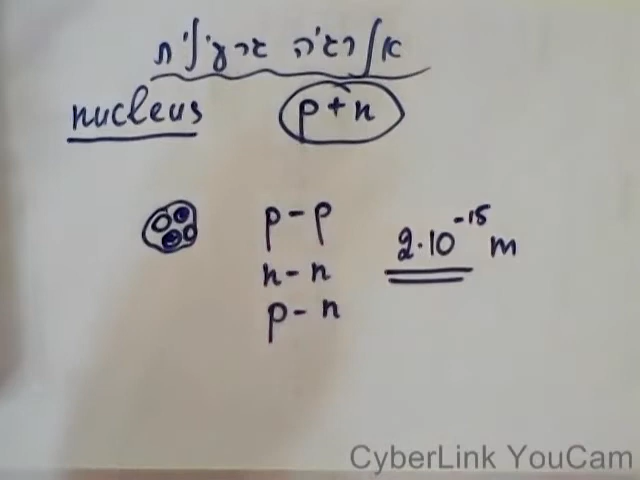 אנרגיה גרעינית
nucleus p+n
p-p
n-n 2·10⁻¹⁵ m
p-n
CyberLink YouCam